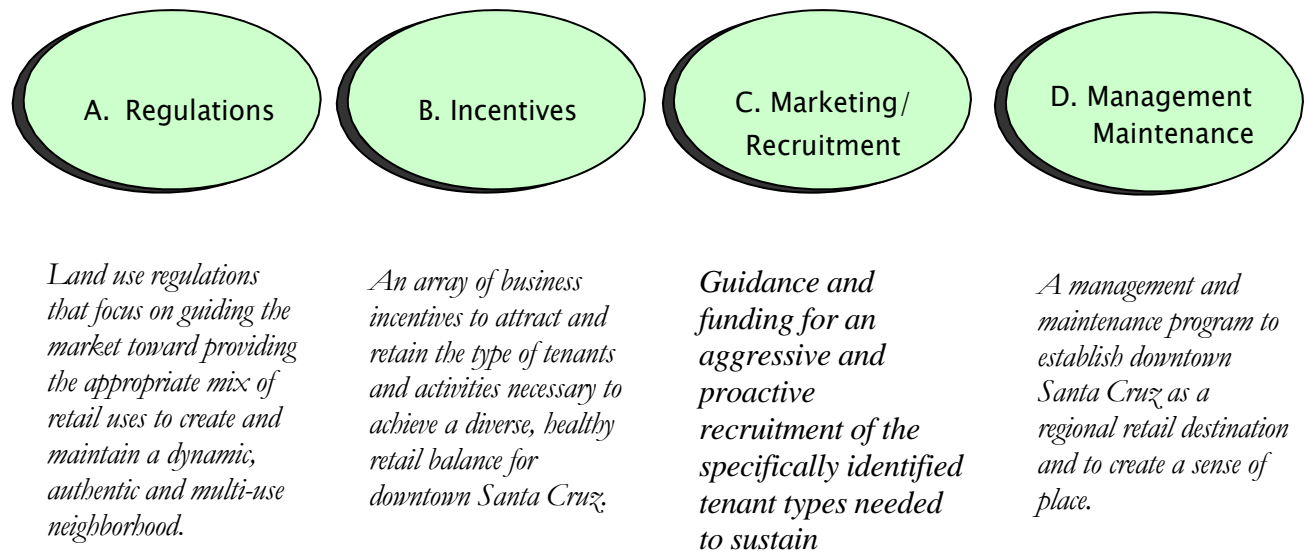 A. Regulations
B. Incentives
C. Marketing/
Recruitment
D. Management
Maintenance
Land use regulations
that focus on guiding the
market toward providing
the appropriate mix of
retail uses to create and
maintain a dynamic,
authentic and multi-use
neighborhood.
An array of business
incentives to attract and
retain the type of tenants
and activities necessary to
achieve a diverse, healthy
retail balance for
downtown Santa Cruz.
Guidance and
funding for an
aggressive and
proactive
recruitment of the
specifically identified
tenant types needed
to sustain
A management and
maintenance program to
establish downtown
Santa Cruz as a
regional retail destination
and to create a sense of
place.